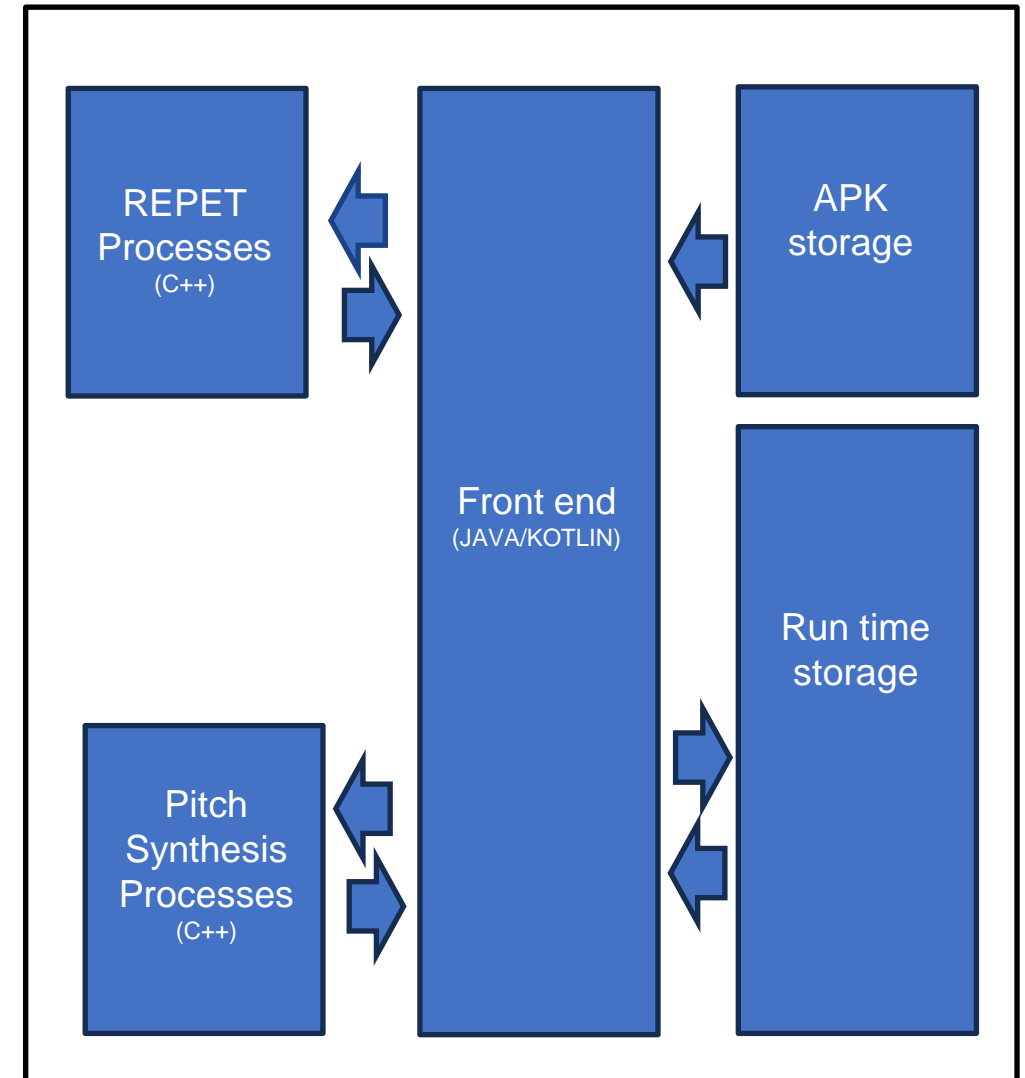 REPET
Processes
(C++)
Front end
(JAVA/KOTLIN)
APK
storage
Run time
storage
Pitch
Synthesis
Processes
(C++)